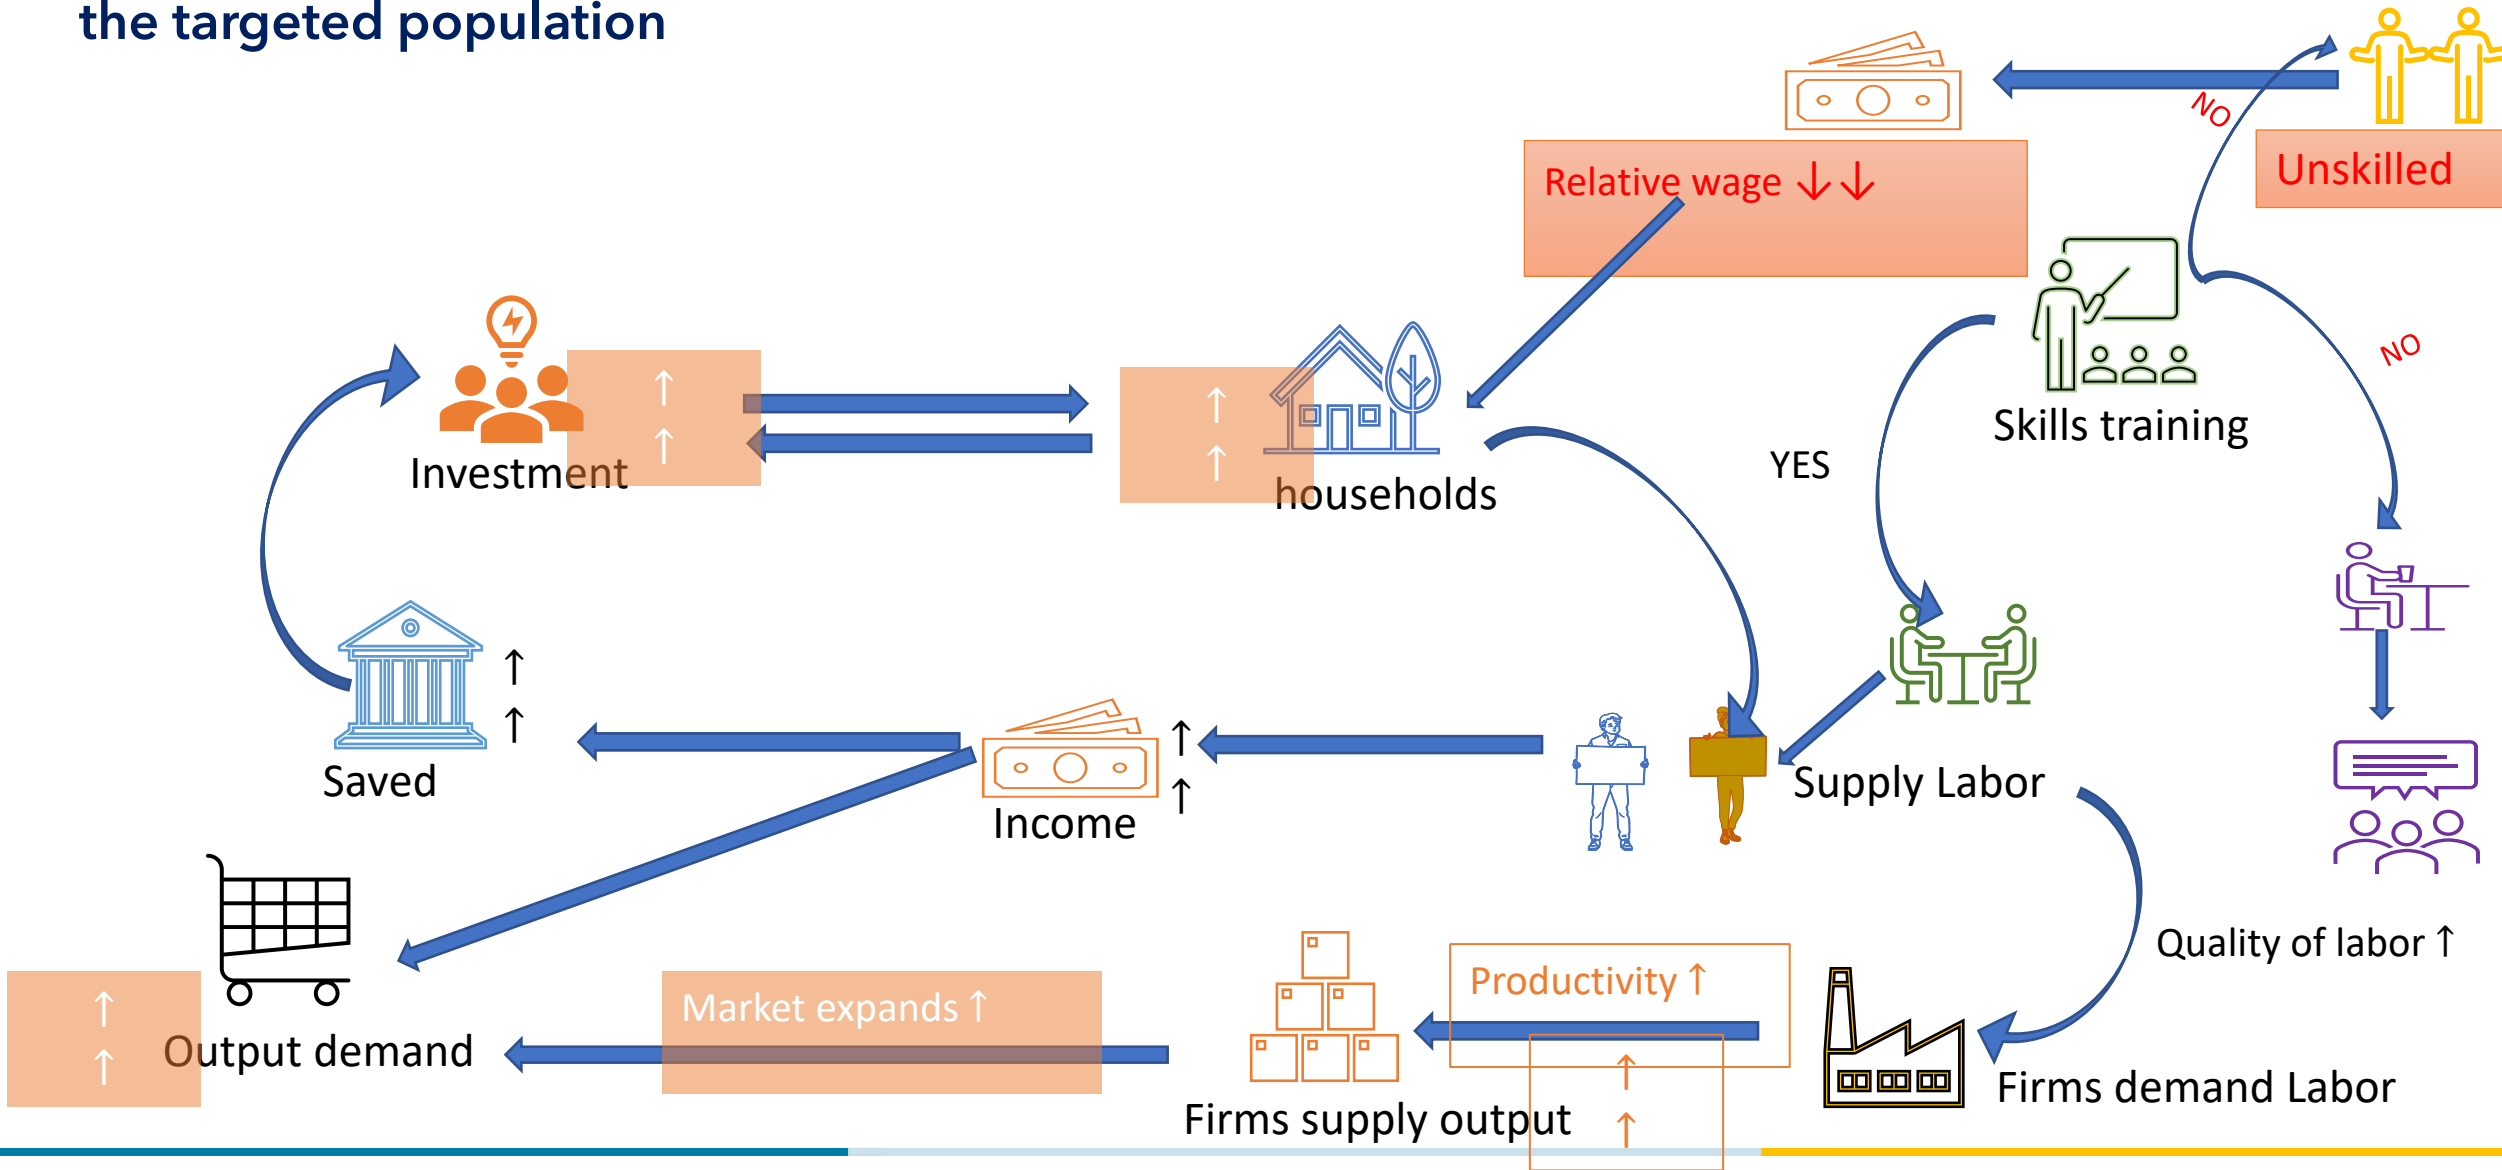 the targeted population
NO
Unskilled
Relative wage ↓↓
Skills training
NO
YES
↑
↑
Investment
↑
↑
households
↑
↑
Saved
↑
↑
Income
Supply Labor
Quality of labor ↑
Productivity ↑
Market expands ↑
↑
↑
Output demand
↑
↑
Firms supply output
Firms demand Labor